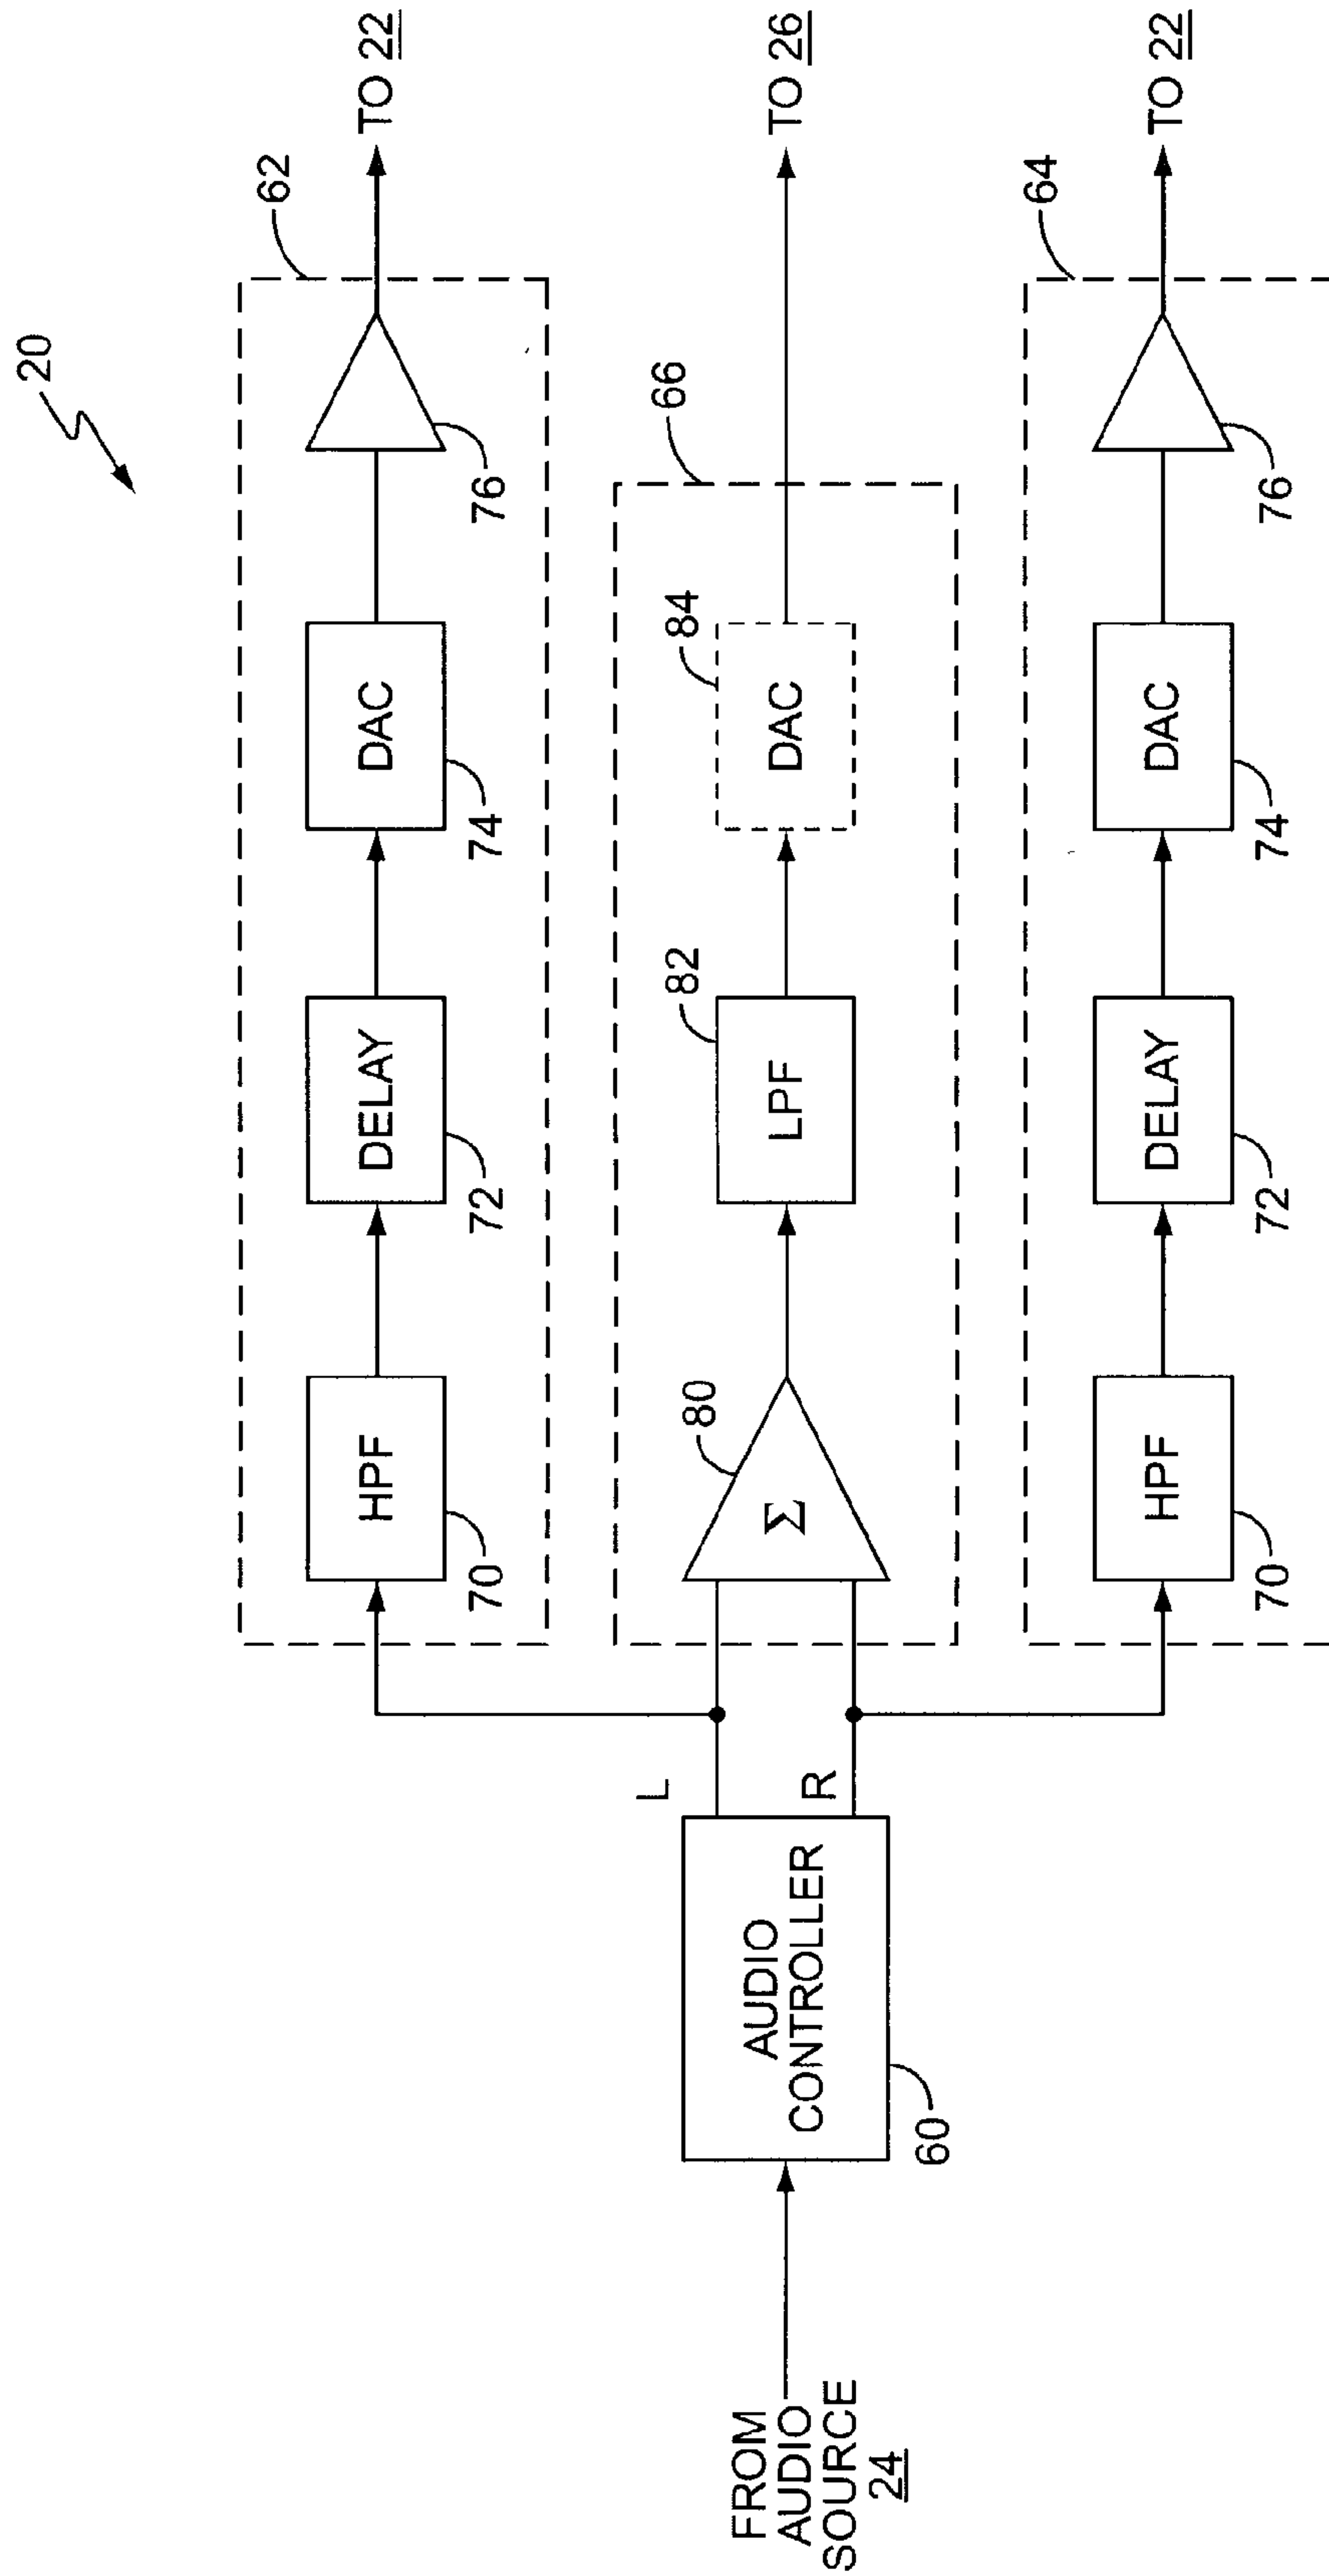 20
62
HPF
70
DELAY
72
DAC
74
76
TO 22
66
FROM
AUDIO
SOURCE
24
AUDIO
CONTROLLER
60
L
R
80
Σ
82
LPF
84
DAC
TO 26
64
HPF
70
DELAY
72
DAC
74
76
TO 22